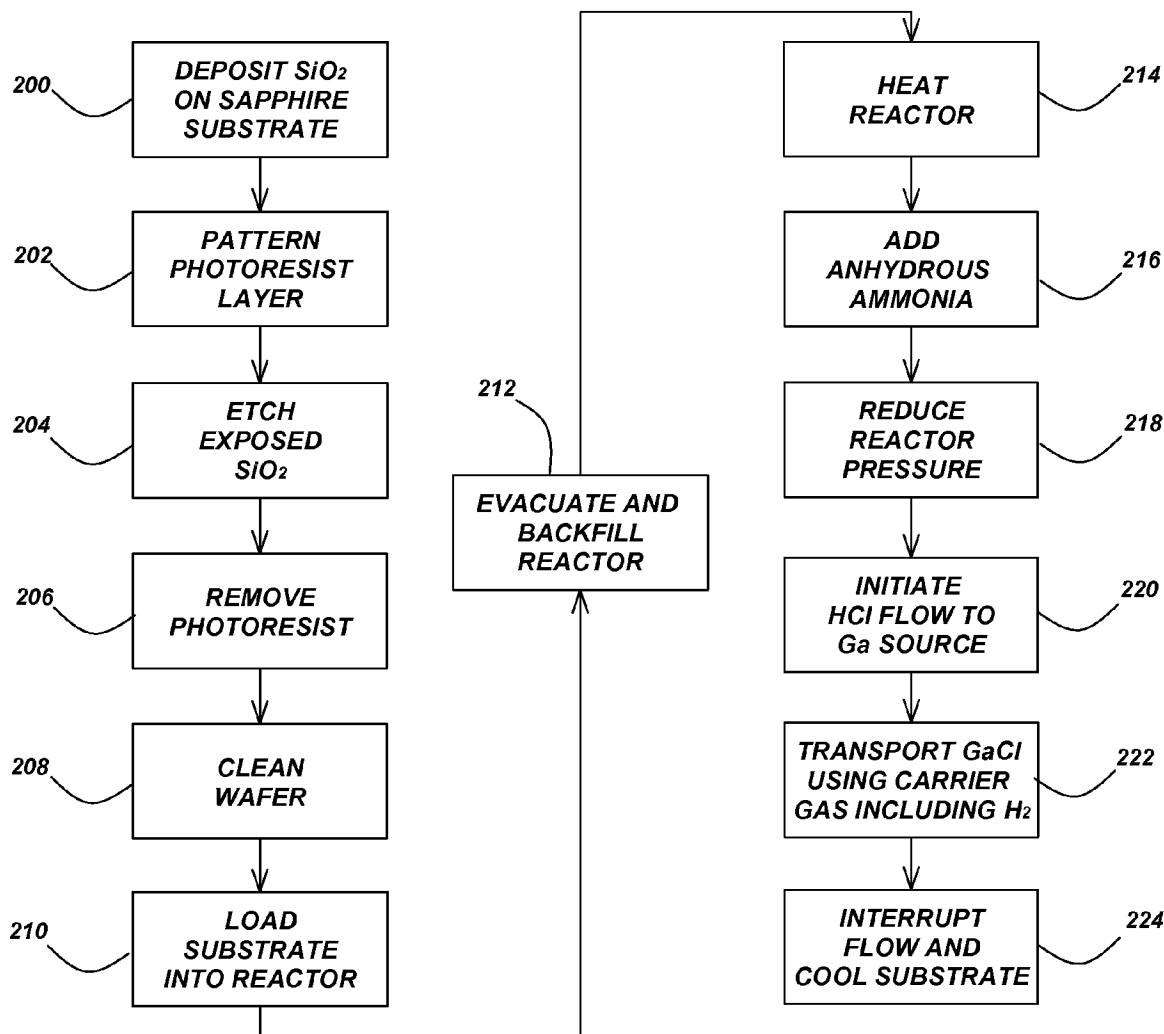 200
DEPOSIT SiO₂
ON SAPPHIRE
SUBSTRATE
202
PATTERN
PHOTORESIST
LAYER
204
ETCH
EXPOSED
SiO₂
206
REMOVE
PHOTORESIST
208
CLEAN
WAFER
210
LOAD
SUBSTRATE
INTO REACTOR
212
EVACUATE AND
BACKFILL
REACTOR
HEAT
REACTOR
214
ADD
ANHYDROUS
AMMONIA
216
REDUCE
REACTOR
PRESSURE
218
INITIATE
HCl FLOW TO
Ga SOURCE
220
TRANSPORT GaCl
USING CARRIER
GAS INCLUDING H₂
222
INTERRUPT
FLOW AND
COOL SUBSTRATE
224